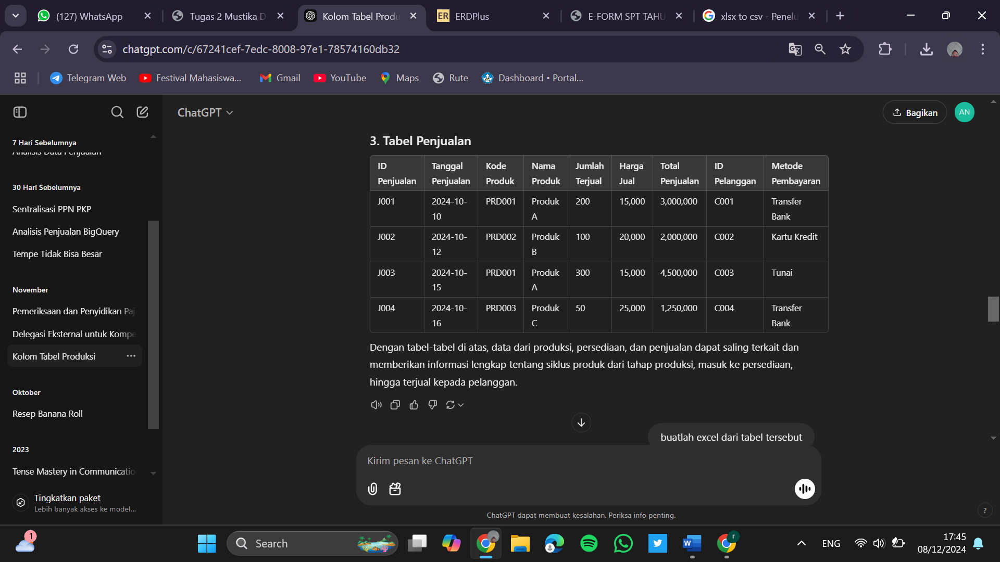 (127) WhatsApp
Tugas 2 Mustika D
Kolom Tabel Produ
ER ERDPlus
E-FORM SPT TAHU
xlsx to csv - Penelu
chatgpt.com/c/67241cef-7edc-8008-97e1-78574160db32
Telegram Web
Festival Mahasiswa...
Gmail
YouTube
Maps
Rute
Dashboard • Portal...
ChatGPT
Bagikan
AN
7 Hari Sebelumnya
Analisis Data Penjualan
30 Hari Sebelumnya
Sentralisasi PPN PKP
Analisis Penjualan BigQuery
Tempe Tidak Bisa Besar
November
Pemeriksaan dan Penyidikan Paj
Delegasi Eksternal untuk Kompe
Kolom Tabel Produksi
Oktober
Resep Banana Roll
2023
Tense Mastery in Communicatio
Tingkatkan paket
Lebih banyak akses ke model...
3. Tabel Penjualan
ID Penjualan Tanggal Penjualan Kode Produk Nama Produk Jumlah Terjual Harga Jual Total Penjualan ID Pelanggan Metode Pembayaran
J001 2024-10-10 PRD001 Produk A 200 15,000 3,000,000 C001 Transfer Bank
J002 2024-10-12 PRD002 Produk B 100 20,000 2,000,000 C002 Kartu Kredit
J003 2024-10-15 PRD001 Produk A 300 15,000 4,500,000 C003 Tunai
J004 2024-10-16 PRD003 Produk C 50 25,000 1,250,000 C004 Transfer Bank
Dengan tabel-tabel di atas, data dari produksi, persediaan, dan penjualan dapat saling terkait dan
memberikan informasi lengkap tentang siklus produk dari tahap produksi, masuk ke persediaan,
hingga terjual kepada pelanggan.
buatlah excel dari tabel tersebut
Kirim pesan ke ChatGPT
ChatGPT dapat membuat kesalahan. Periksa info penting.
?
1
Search
W
r
ENG
17:45
08/12/2024